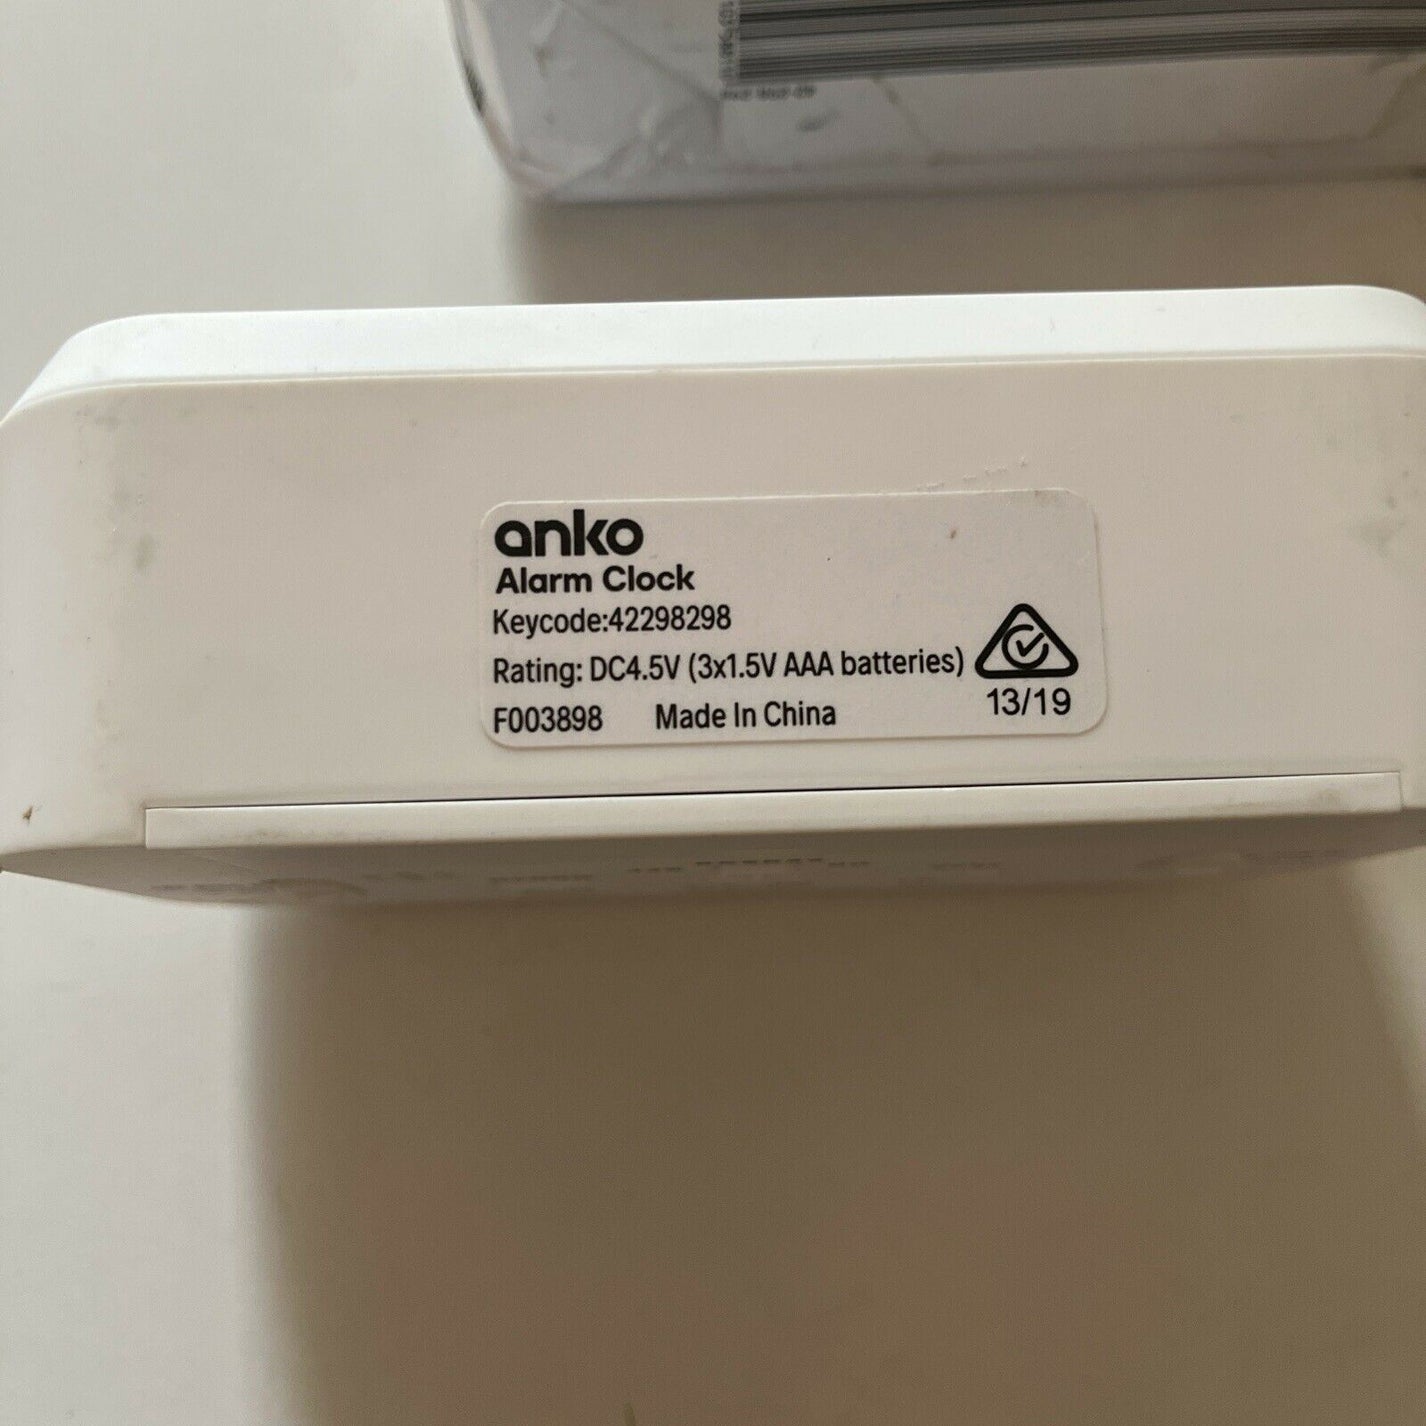 anko
Alarm Clock
Keycode:42298298
Rating: DC4.5V (3x1.5V AAA batteries)
13/19
F003898 Made In China